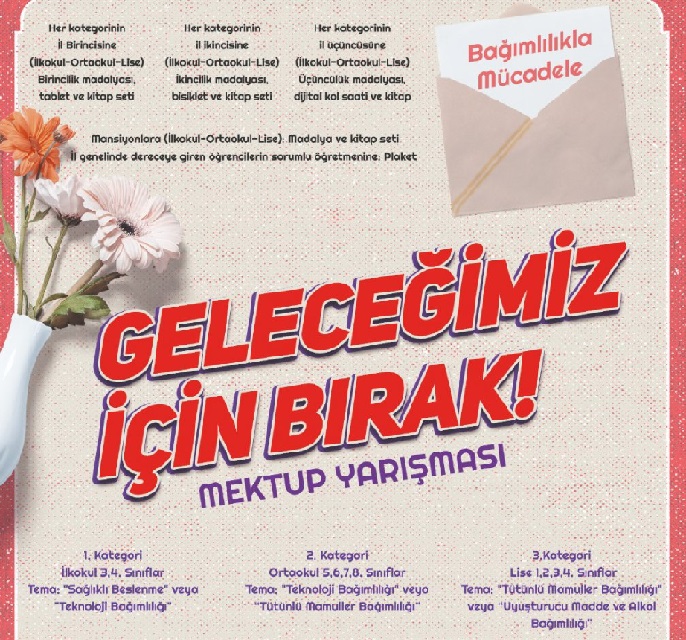 Her kategorinin
İl Birincisine
(İlkokul-Ortaokul-Lise)
Birincilik madalyası,
tablet ve kitap seti
Her kategorinin
il ikincisine
(İlkokul-Ortaokul-Lise)
İkincilik madalyası,
bisiklet ve kitap seti
Her kategorinin
il üçüncüsüne
(İlkokul-Ortaokul-Lise)
Üçüncülük madalyası,
dijital kol saati ve kitap
Mansiyonlara (İlkokul-Ortaokul-Lise): Madalya ve kitap seti
İl genelinde dereceye giren öğrencilerin sorumlu öğretmenine: Plaket
Bağımlılıkla
Mücadele
GELECEĞİMİZ
İÇİN BIRAK!
MEKTUP YARIŞMASI
1. Kategori
İlkokul 3,4. Sınıflar
Tema: "Sağlıklı Beslenme" veya
"Teknoloji Bağımlılığı"
2. Kategori
Ortaokul 5,6,7,8. Sınıflar
Tema: "Teknoloji Bağımlılığı" veya
"Tütünlü Mamuller Bağımlılığı"
3.Kategori
Lise 1,2,3,4. Sınıflar
Tema: "Tütünlü Mamuller Bağımlılığı"
veya "Uyuşturucu Madde ve Alkol
Bağımlılığı"